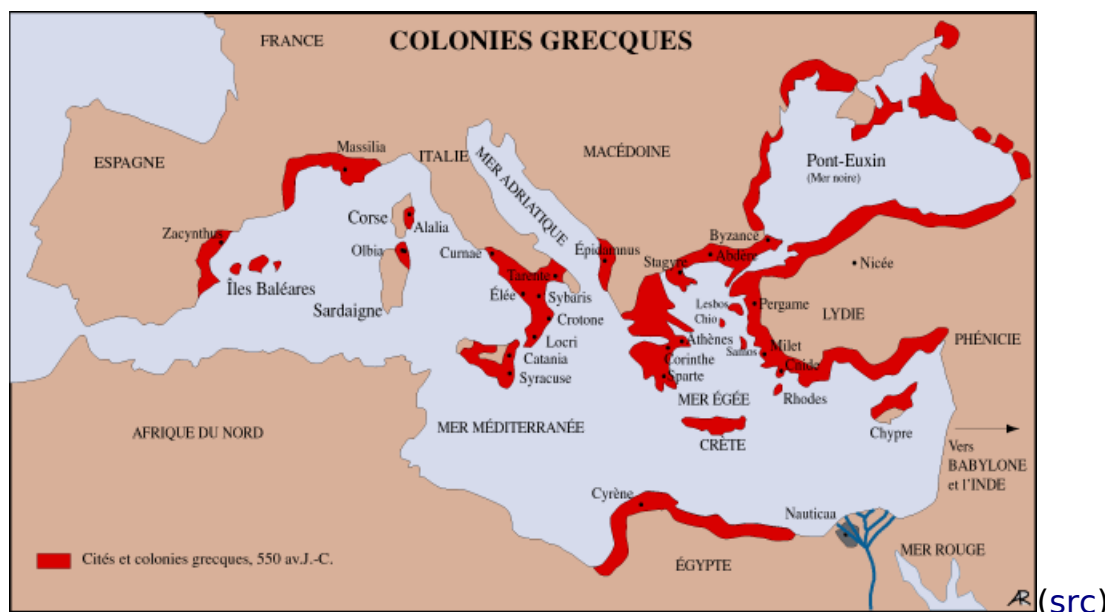 COLONIES GRECQUES
FRANCE
ESPAGNE
Massilia
ITALIE
MER ADRIATIQUE
MACÉDOINE
Pont-Euxin
(Mer noire)
Corse
Alalia
Zacynthus
Olbia
Îles Baléares
Sardaigne
Curnae
Tarente
Élée
Sybaris
Crotone
Locri
Catania
Syracuse
Épidamnus
Stagyre
Abdère
Byzance
Nicée
Lesbos
Chio
Pergame
LYDIE
PHÉNICIE
Athènes
Samos
Milet
Corinthe
Cnide
Sparte
MER ÉGÉE
Rhodes
AFRIQUE DU NORD
MER MÉDITERRANÉE
CRÈTE
Chypre
Vers
BABYLONE
et l'INDE
Cyrène
Nauticaa
MER ROUGE
ÉGYPTE
Cités et colonies grecques, 550 av.J.-C.
AR
(src)